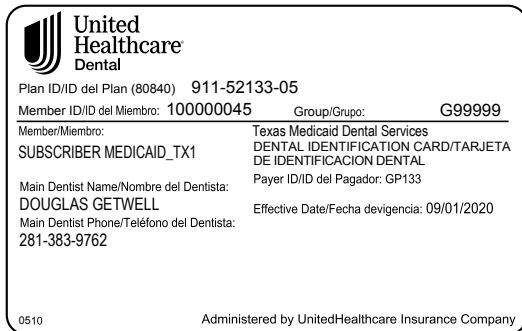 United
Healthcare®
Dental
Plan ID/ID del Plan (80840) 911-52133-05
Member ID/ID del Miembro: 100000045 Group/Grupo: G99999
Member/Miembro:
SUBSCRIBER MEDICAID_TX1
Texas Medicaid Dental Services
DENTAL IDENTIFICATION CARD/TARJETA
DE IDENTIFICACION DENTAL
Payer ID/ID del Pagador: GP133
Main Dentist Name/Nombre del Dentista:
DOUGLAS GETWELL
Effective Date/Fecha devigencia: 09/01/2020
Main Dentist Phone/Teléfono del Dentista:
281-383-9762
0510 Administered by UnitedHealthcare Insurance Company